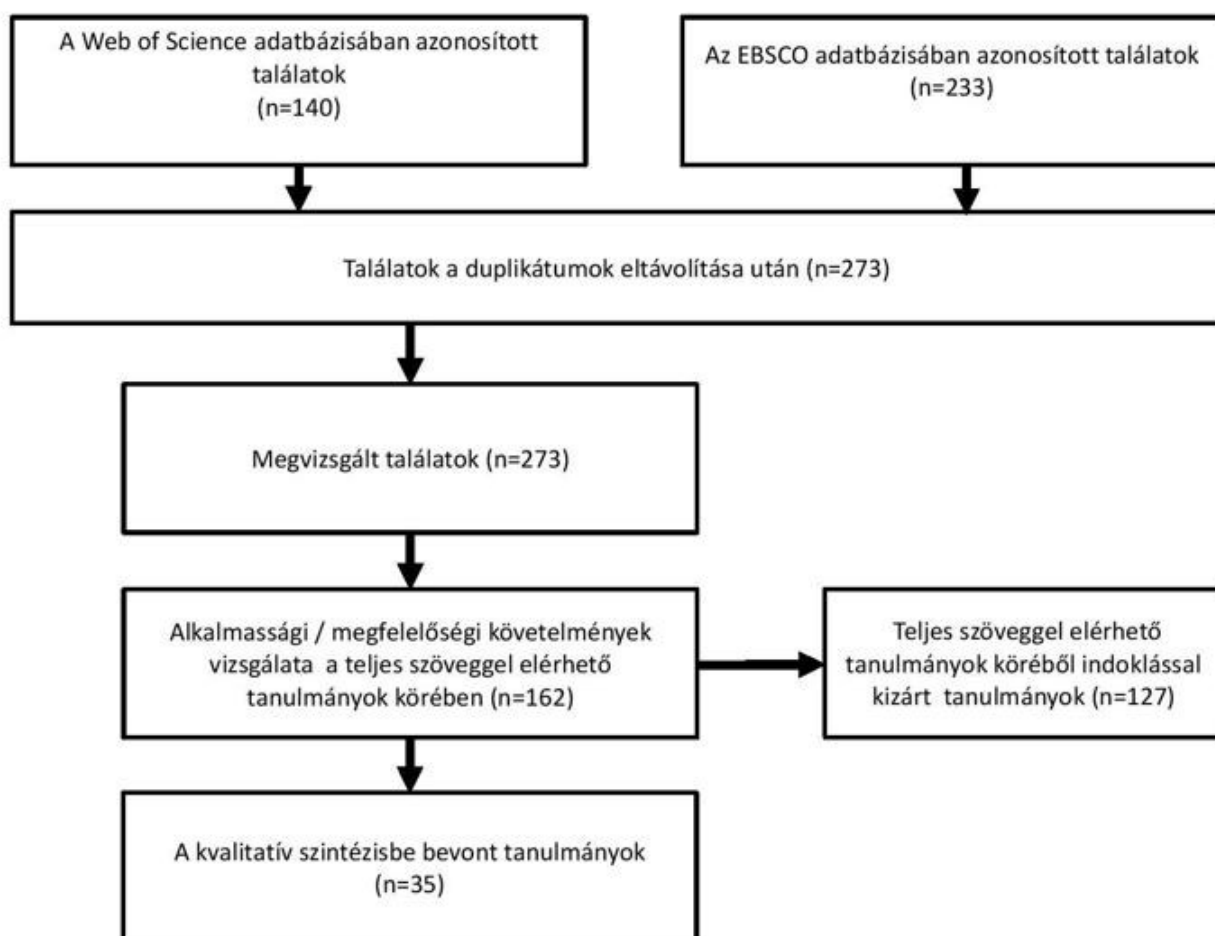 A Web of Science adatbázisában azonosított
találatok
(n=140)
Az EBSCO adatbázisában azonosított találatok
(n=233)
Találatok a duplikátumok eltávolítása után (n=273)
Megvizsgált találatok (n=273)
Alkalmassági / megfelelőségi követelmények
vizsgálata a teljes szöveggel elérhető
tanulmányok körében (n=162)
Teljes szöveggel elérhető
tanulmányok köréből indoklással
kizárt tanulmányok (n=127)
A kvalitatív szintézisbe bevont tanulmányok
(n=35)